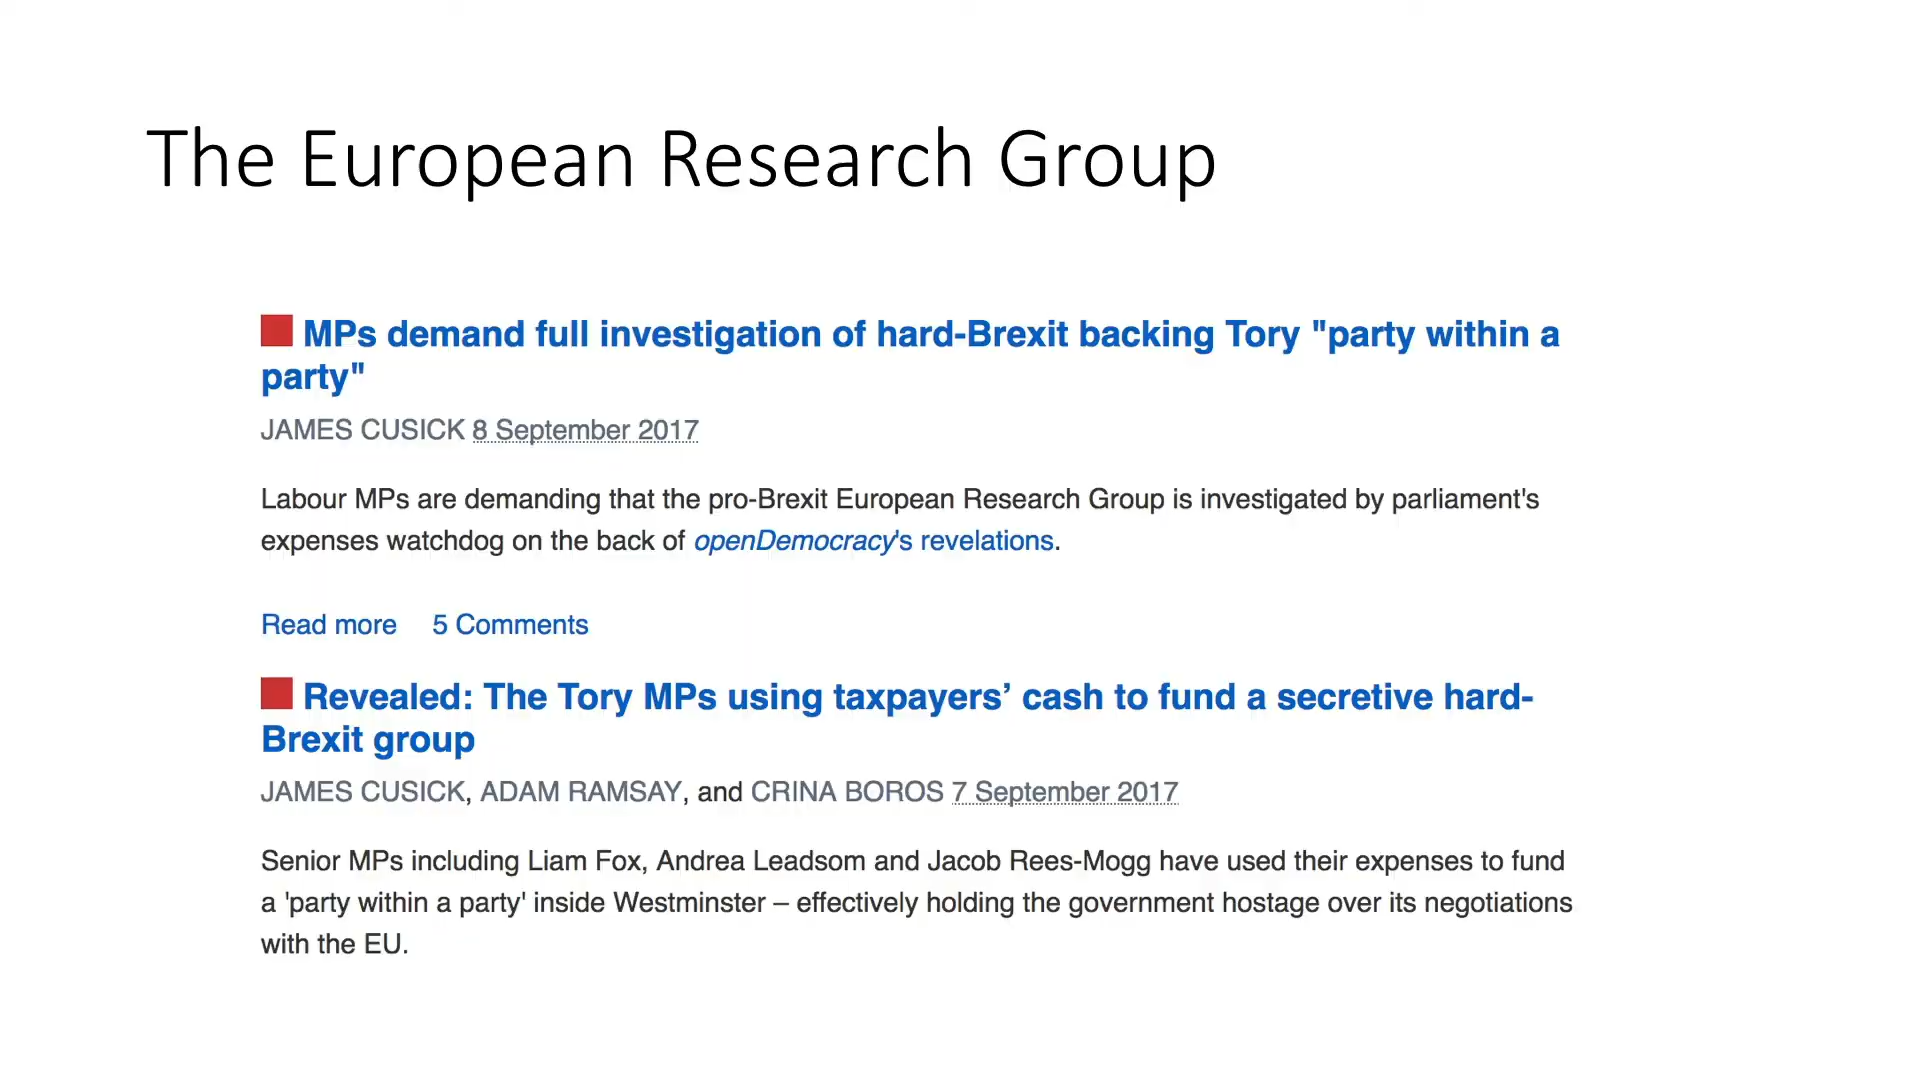 The European Research Group
MPs demand full investigation of hard-Brexit backing Tory "party within a
party"
JAMES CUSICK 8 September 2017
Labour MPs are demanding that the pro-Brexit European Research Group is investigated by parliament's
expenses watchdog on the back of openDemocracy's revelations.
Read more 5 Comments
Revealed: The Tory MPs using taxpayers’ cash to fund a secretive hard-
Brexit group
JAMES CUSICK, ADAM RAMSAY, and CRINA BOROS 7 September 2017
Senior MPs including Liam Fox, Andrea Leadsom and Jacob Rees-Mogg have used their expenses to fund
a 'party within a party' inside Westminster – effectively holding the government hostage over its negotiations
with the EU.